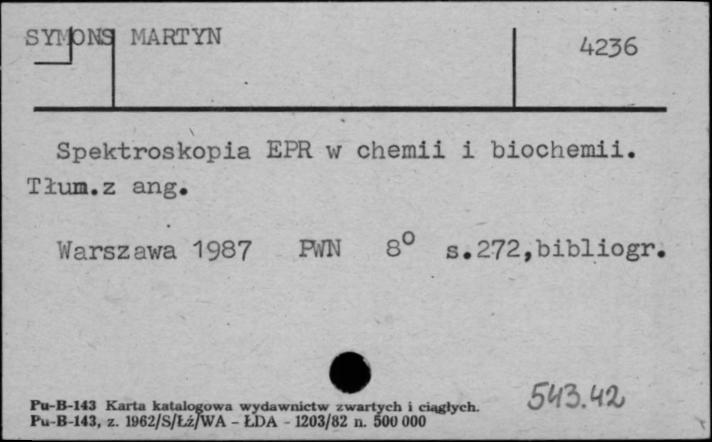 SYMONS MARTYN 4236
Spektroskopia EPR w chemii i biochemii.
Tłum.z ang.
Warszawa 1987 PWN 8° s.272,bibliogr.
Pu-B-143 Karta katalogowa wydawnictw zwartych i ciągłych.
Pu-B-143, z. 1962/S/Łź/WA - ŁDA - 1203/82 n. 500 000
543.42